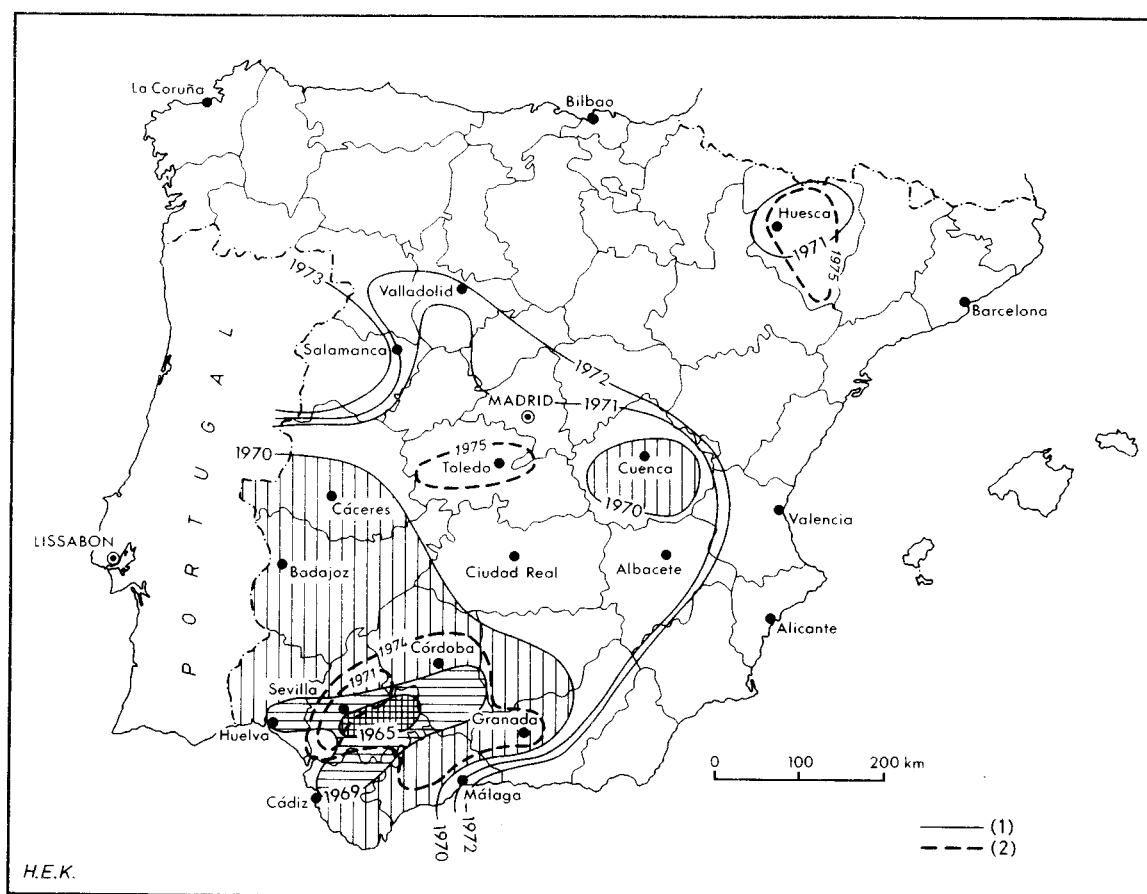 La Coruña
Bilbao
Huesca
1971
1975
1973
Valladolid
Barcelona
Salamanca
1972
MADRID
1971
PORTUGAL
1970
1975
Toledo
Cuenca
1970
Cáceres
Valencia
LISSABON
Badajoz
Ciudad Real
Albacete
Alicante
1974
Córdoba
1971
Sevilla
Granada
Huelva
1965
0 100 200 km
Málaga
1969
Cádiz
1970
1972
(1)
(2)
H.E.K.